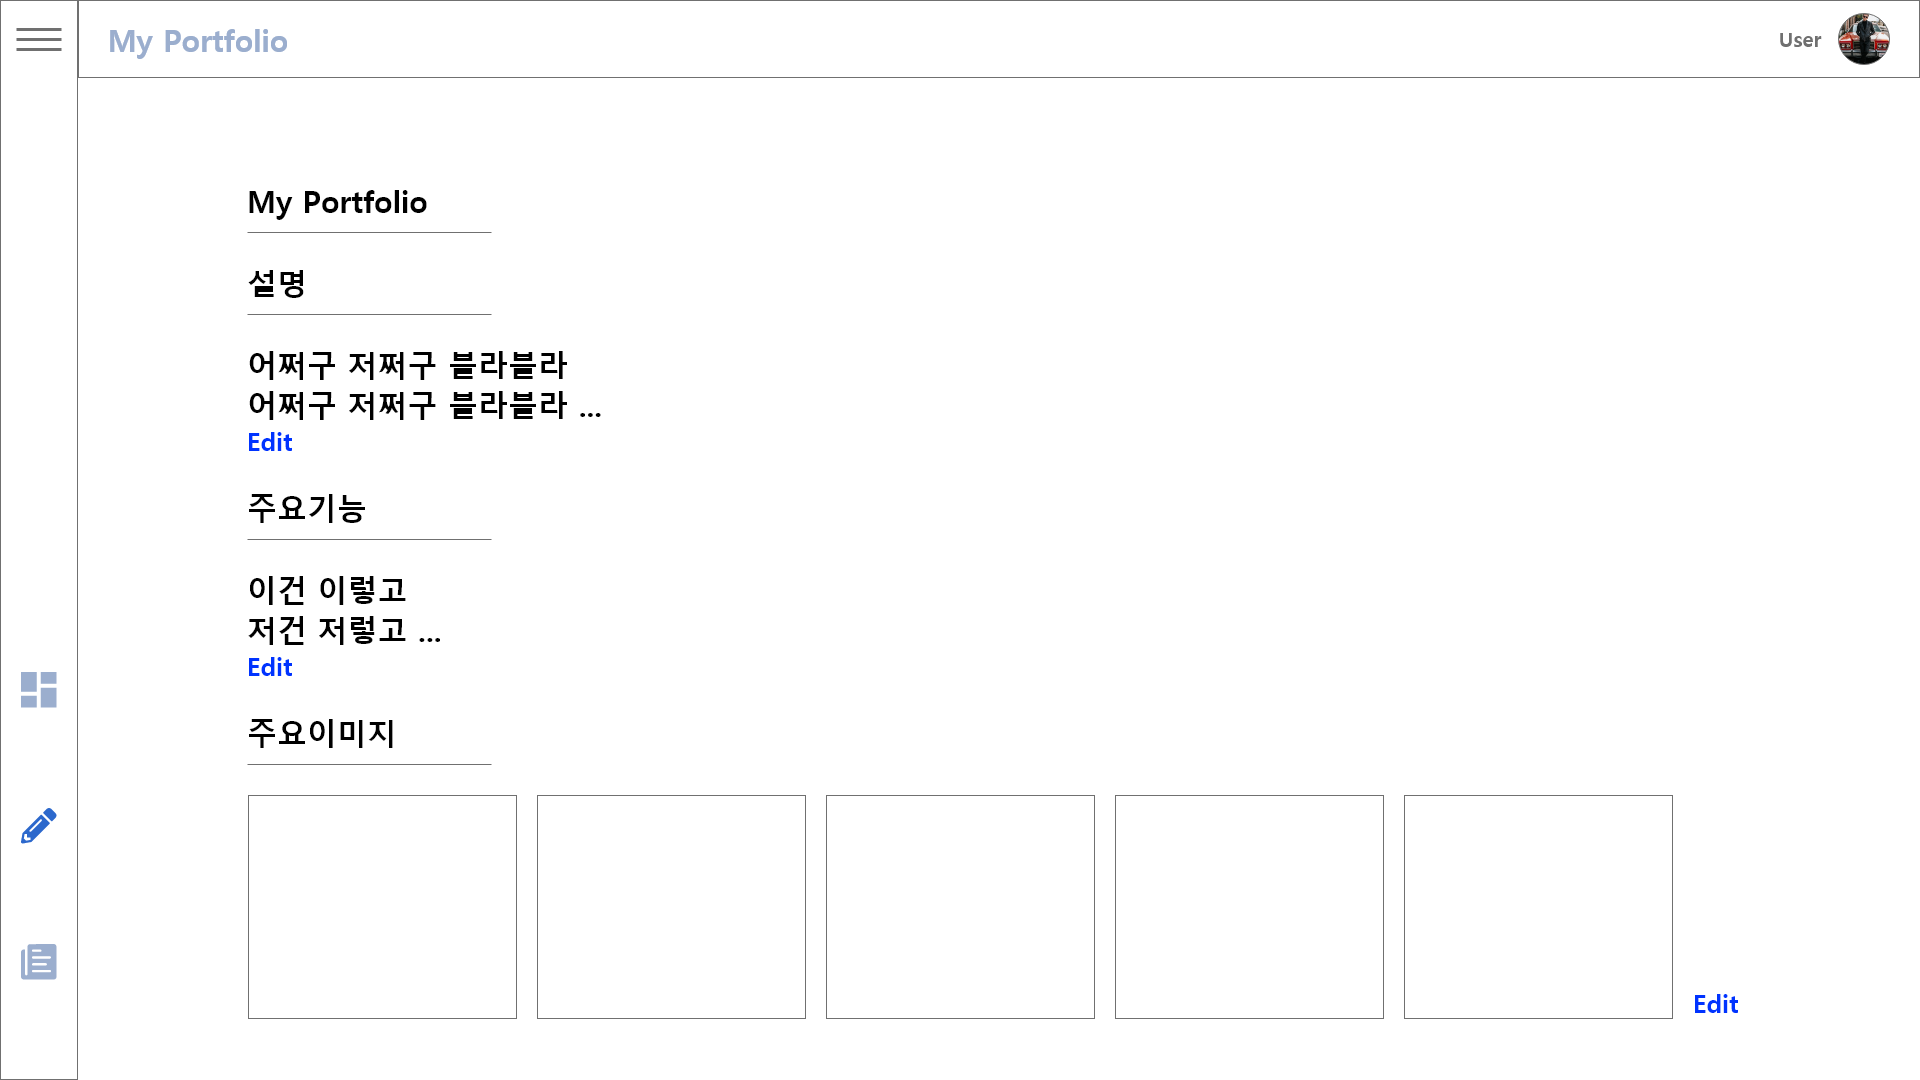 My Portfolio
User
My Portfolio
설명
어쩌구 저쩌구 블라블라
어쩌구 저쩌구 블라블라 ...
Edit
주요기능
이건 이렇고
저건 저렇고 ...
Edit
주요이미지
Edit